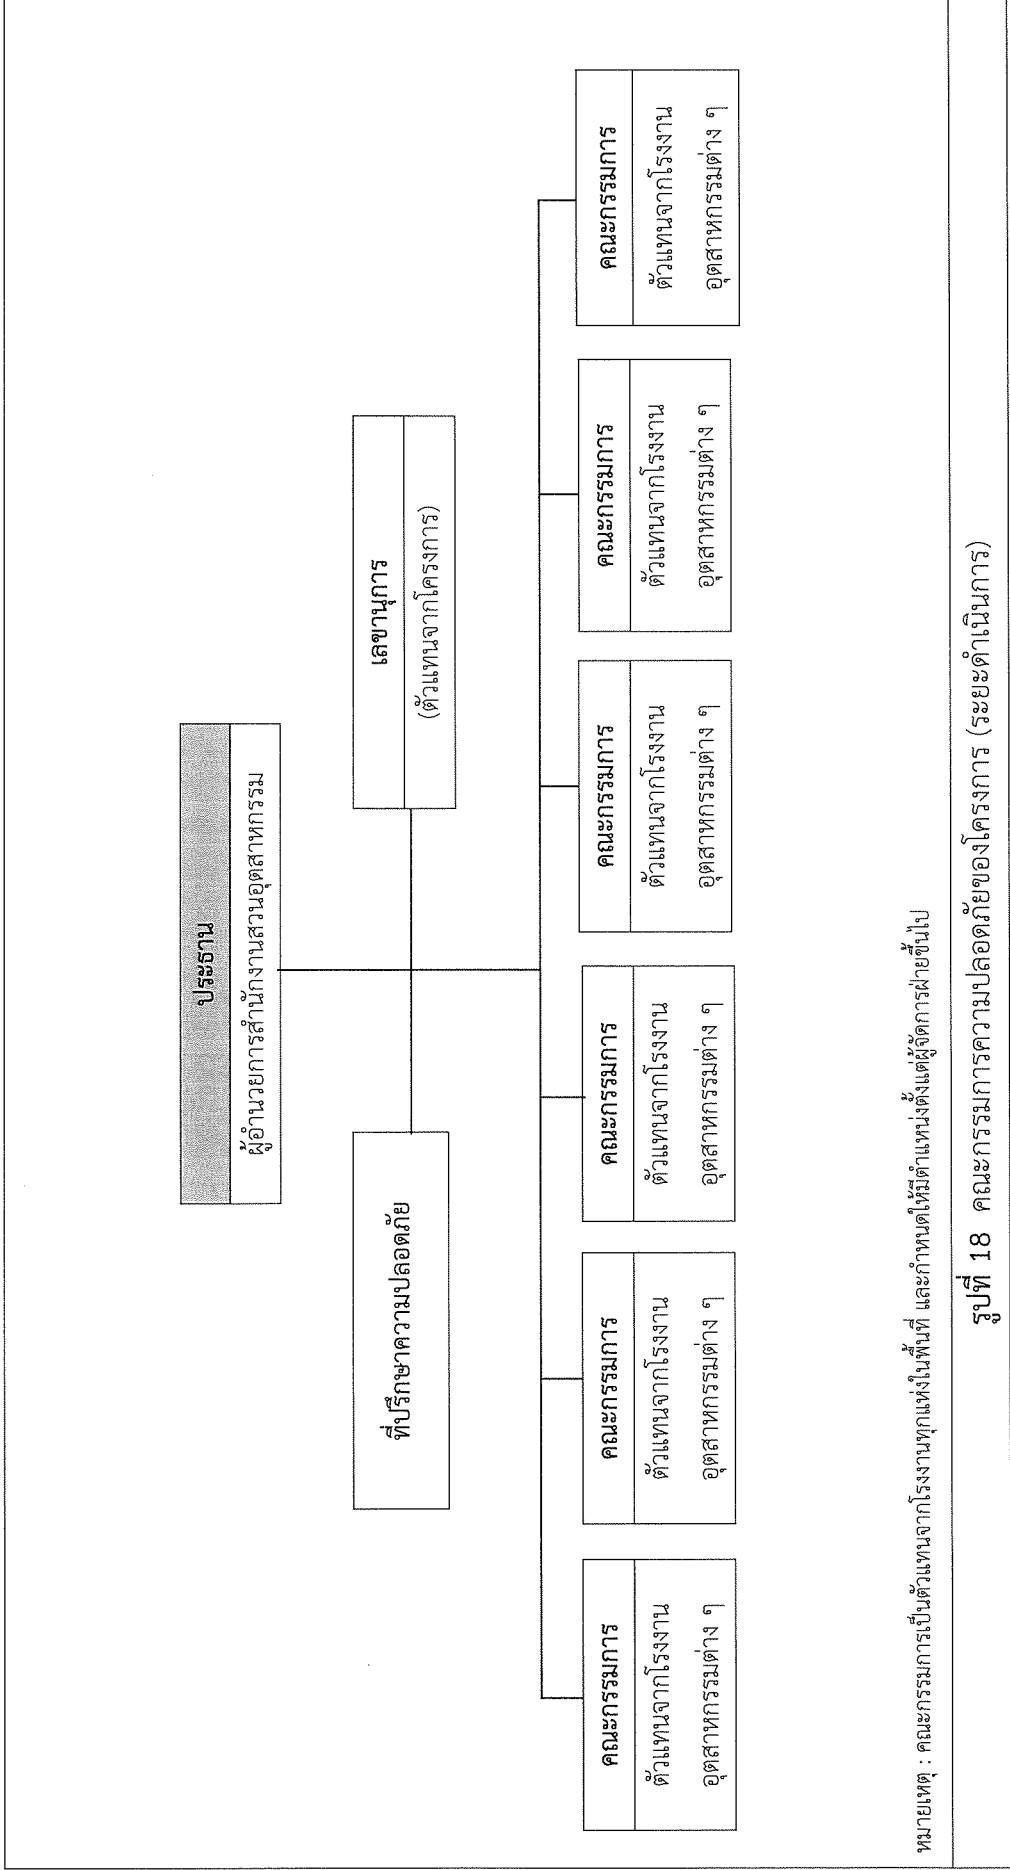 ประธาน
ผู้อำนวยการสำนักงานสวนอุตสาหกรรม
ที่ปรึกษาความปลอดภัย
เลขานุการ
(ตัวแทนจากโครงการ)
คณะกรรมการ
ตัวแทนจากโรงงาน
อุตสาหกรรมต่าง ๆ
คณะกรรมการ
ตัวแทนจากโรงงาน
อุตสาหกรรมต่าง ๆ
คณะกรรมการ
ตัวแทนจากโรงงาน
อุตสาหกรรมต่าง ๆ
คณะกรรมการ
ตัวแทนจากโรงงาน
อุตสาหกรรมต่าง ๆ
คณะกรรมการ
ตัวแทนจากโรงงาน
อุตสาหกรรมต่าง ๆ
คณะกรรมการ
ตัวแทนจากโรงงาน
อุตสาหกรรมต่าง ๆ
หมายเหตุ : คณะกรรมการเป็นตัวแทนจากโรงงานทุกแห่งในพื้นที่ และกำหนดให้มีตำแหน่งตั้งแต่ผู้จัดการฝ่ายขึ้นไป
รูปที่ 18 คณะกรรมการความปลอดภัยของโครงการ (ระยะดำเนินการ)